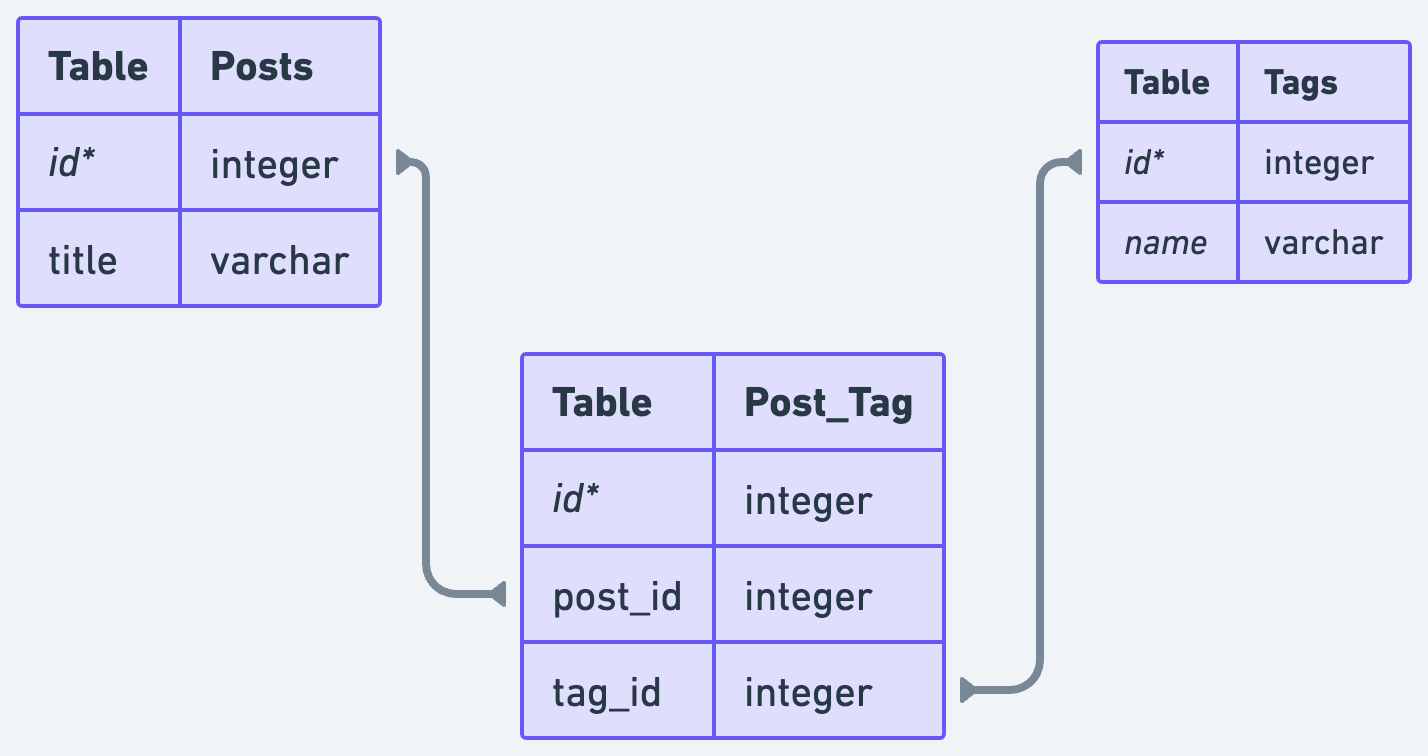 Table Posts
id* integer
title varchar
Table Tags
id* integer
name varchar
Table Post_Tag
id* integer
post_id integer
tag_id integer